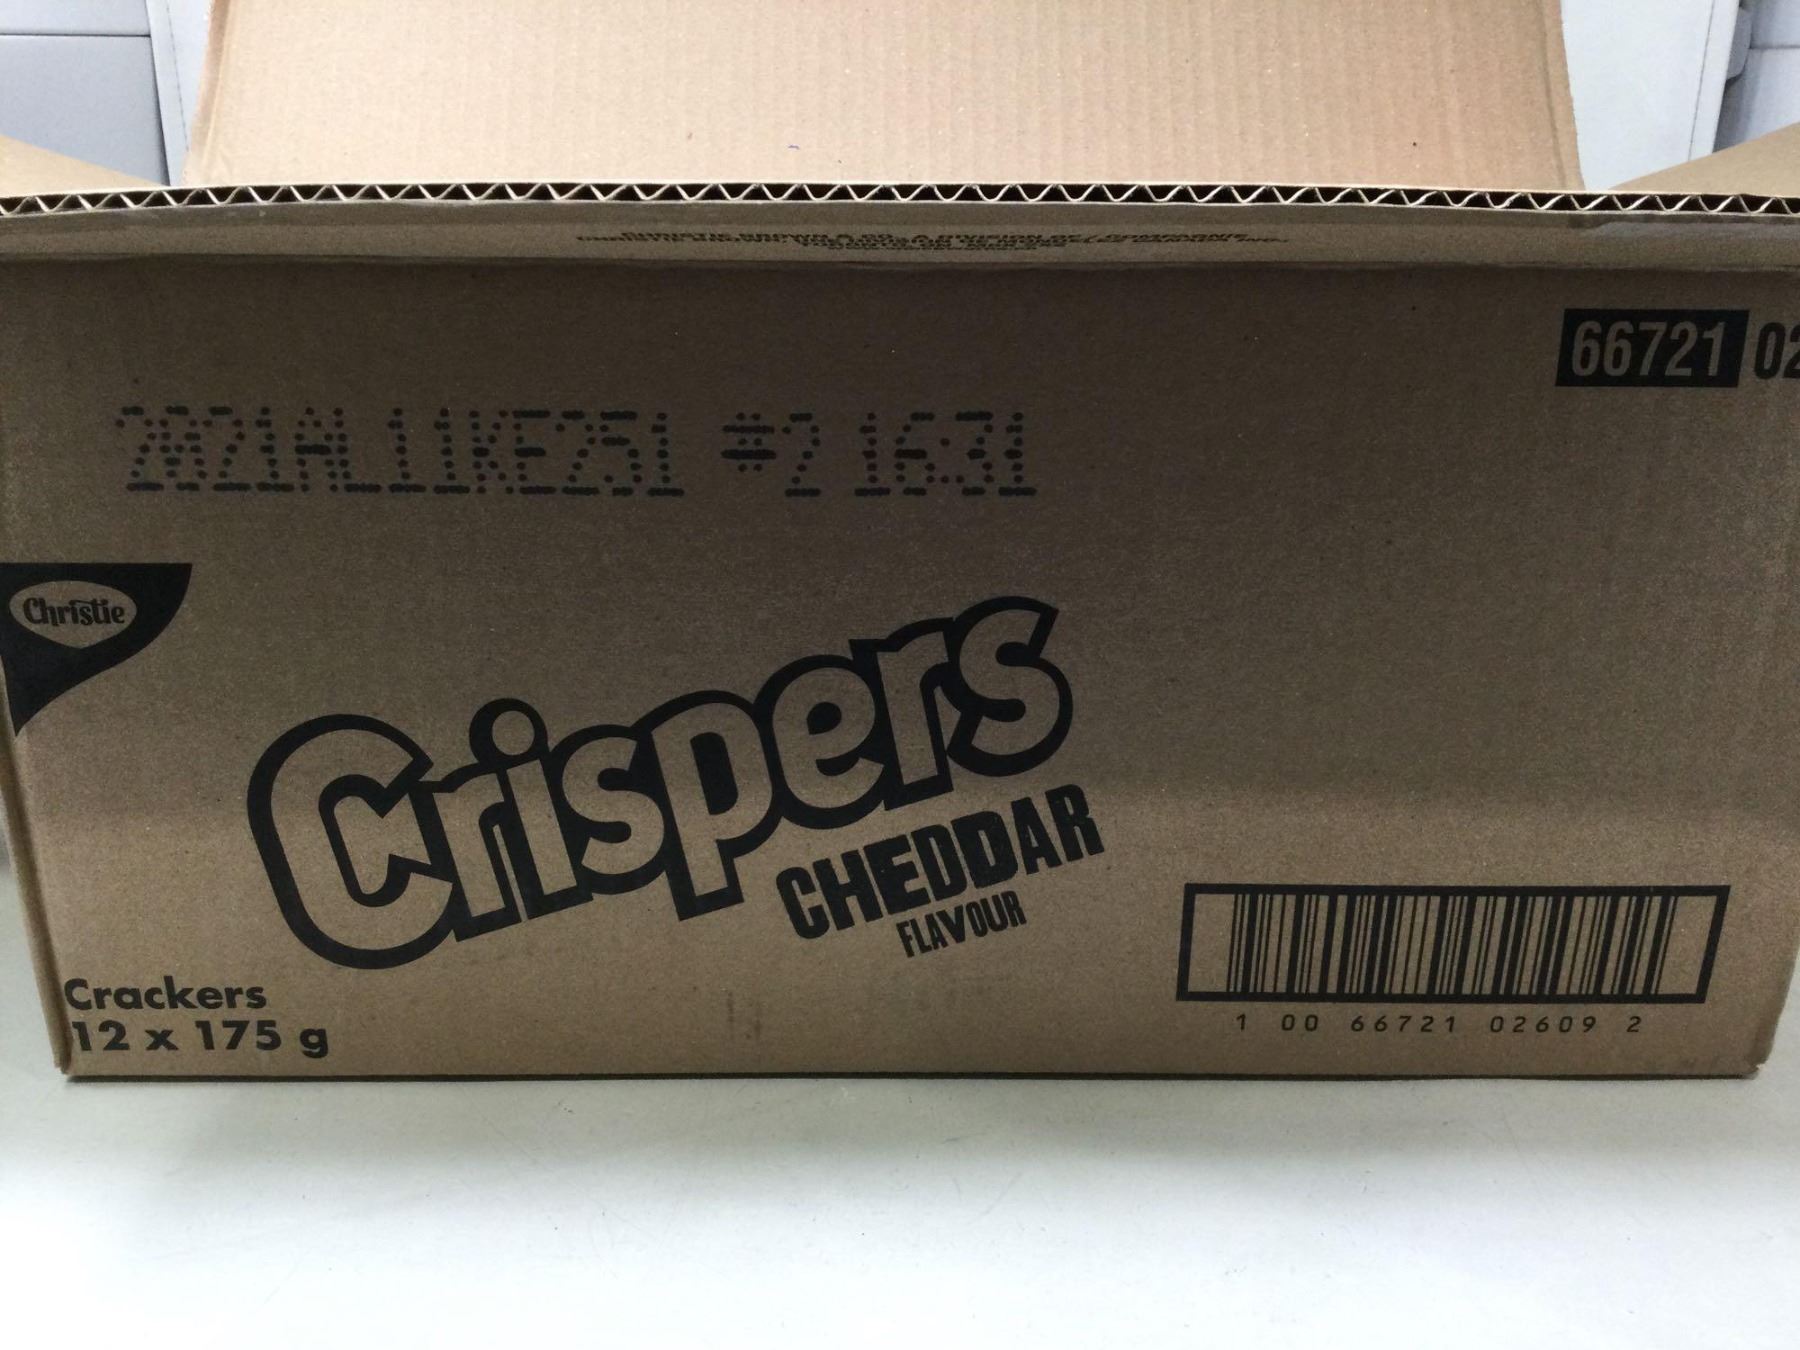 66721 02
2021AL11KE251 #2 16:31
Christie
Crispers
CHEDDAR
FLAVOUR
Crackers
12 x 175 g
1 00 66721 02609 2